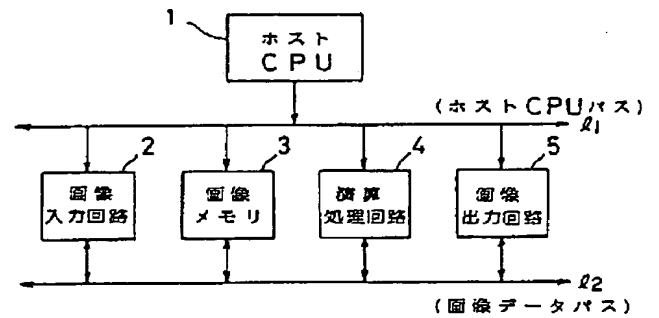 1
ホスト
CPU
(ホストCPUバス)
ℓ1
2
3
4
5
画像
入力回路
画像
メモリ
演算
処理回路
画像
出力回路
ℓ2
(画像データバス)